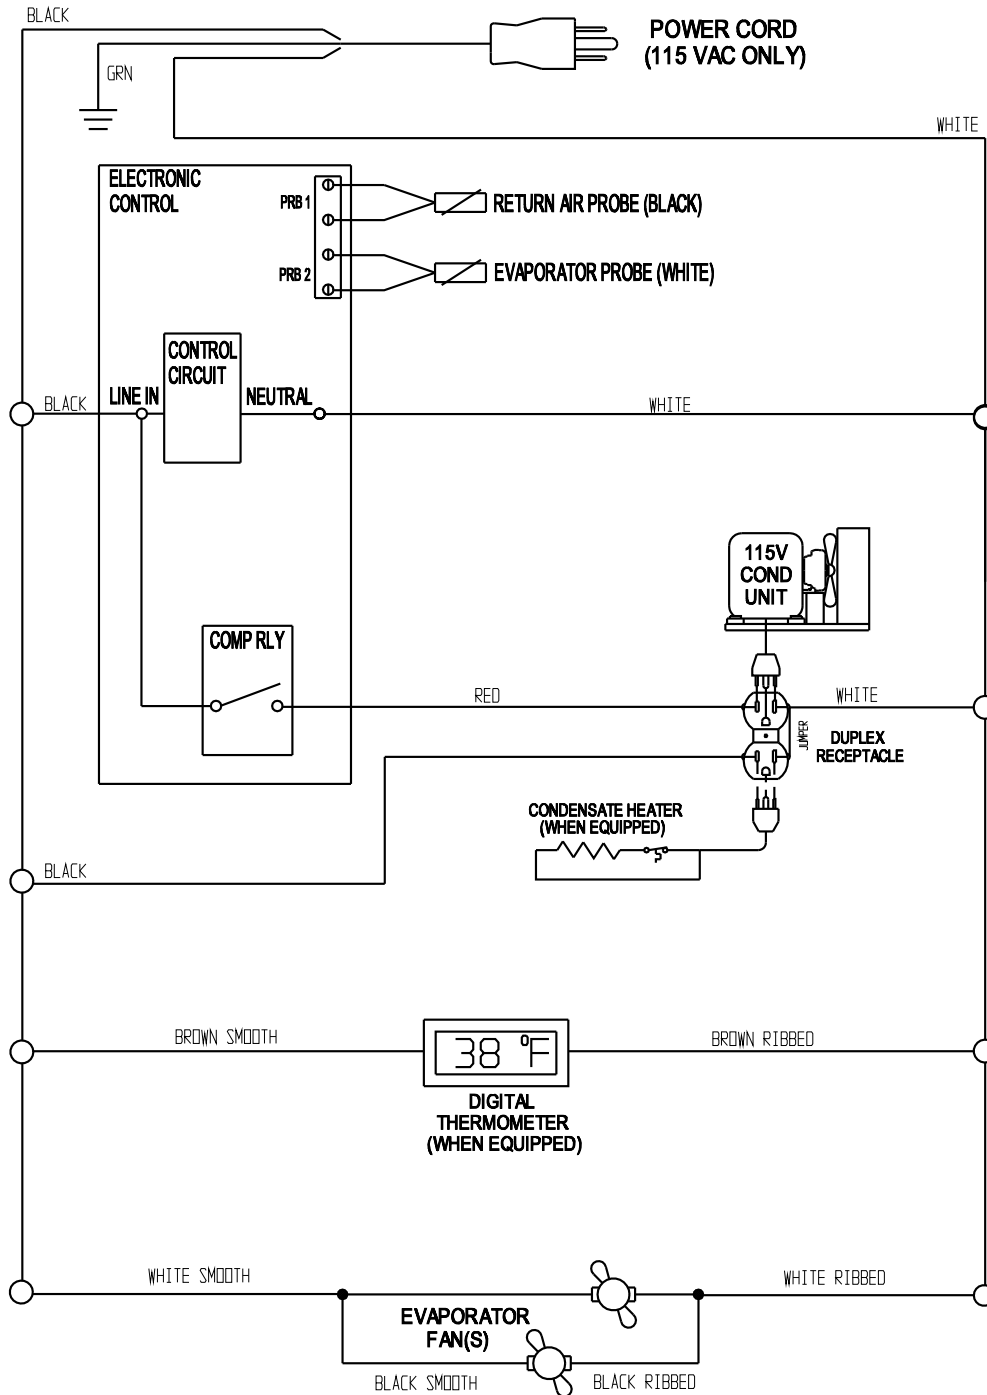 BLACK
POWER CORD
(115 VAC ONLY)
GRN
WHITE
ELECTRONIC
CONTROL
PRB 1
RETURN AIR PROBE (BLACK)
PRB 2
EVAPORATOR PROBE (WHITE)
CONTROL
CIRCUIT
BLACK
LINE IN
NEUTRAL
WHITE
115V
COND
UNIT
COMP RLY
RED
WHITE
JUMPER
DUPLEX
RECEPTACLE
CONDENSATE HEATER
(WHEN EQUIPPED)
BLACK
BROWN SMOOTH
38 °F
BROWN RIBBED
DIGITAL
THERMOMETER
(WHEN EQUIPPED)
WHITE SMOOTH
WHITE RIBBED
EVAPORATOR
FAN(S)
BLACK SMOOTH
BLACK RIBBED